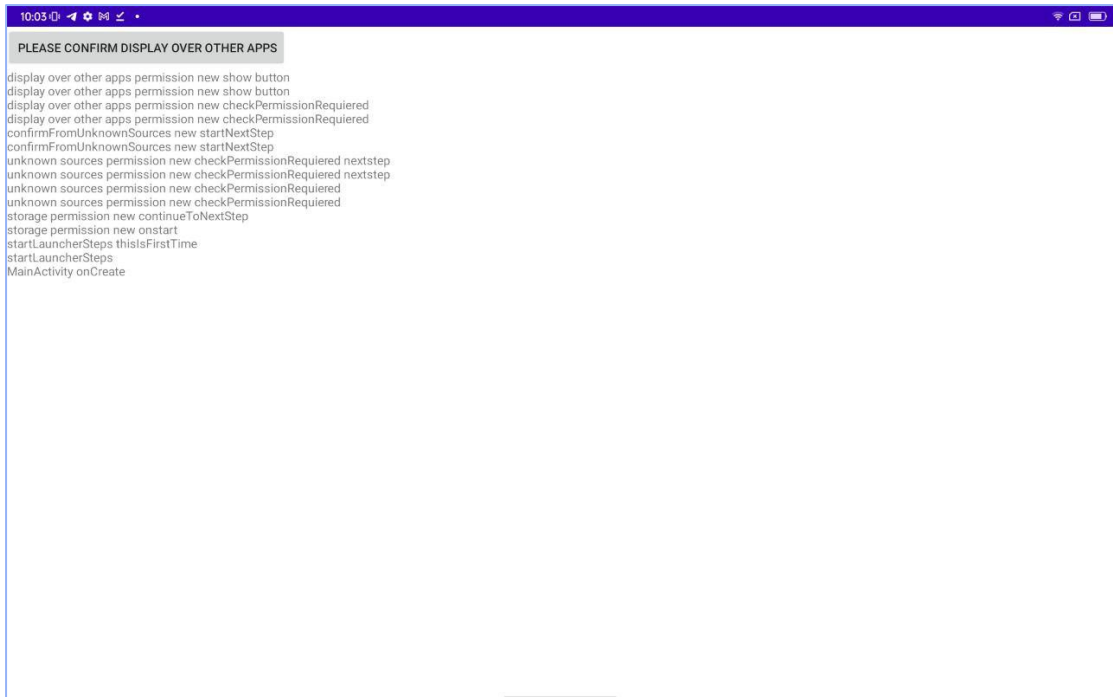 10:03
PLEASE CONFIRM DISPLAY OVER OTHER APPS
display over other apps permission new show button
display over other apps permission new show button
display over other apps permission new checkPermissionRequiered
display over other apps permission new checkPermissionRequiered
confirmFromUnknownSources new startNextStep
confirmFromUnknownSources new startNextStep
unknown sources permission new checkPermissionRequiered nextstep
unknown sources permission new checkPermissionRequiered nextstep
unknown sources permission new checkPermissionRequiered
unknown sources permission new checkPermissionRequiered
storage permission new continueToNextStep
storage permission new onstart
startLauncherSteps thisIsFirstTime
startLauncherSteps
MainActivity onCreate